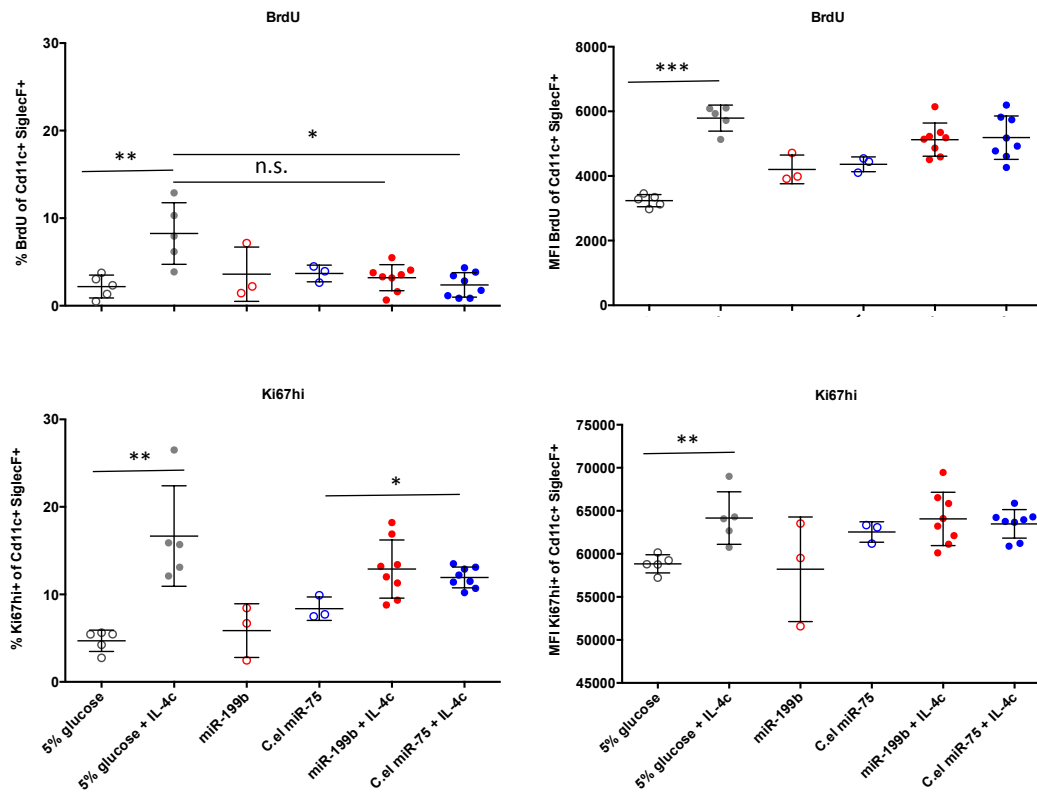 BrdU
% BrdU of Cd11c+ SiglecF+
30
20
10
0
**
*
n.s.
BrdU
MFI BrdU of Cd11c+ SiglecF+
8000
6000
4000
2000
0
***
Ki67hi
% Ki67hi+ of Cd11c+ SiglecF+
30
20
10
0
**
*
5% glucose
5% glucose + IL-4c
miR-199b
C.el miR-75
miR-199b + IL-4c
C.el miR-75 + IL-4c
Ki67hi
MFI Ki67hi+ of Cd11c+ SiglecF+
75000
70000
65000
60000
55000
50000
45000
**
5% glucose
5% glucose + IL-4c
miR-199b
C.el miR-75
miR-199b + IL-4c
C.el miR-75 + IL-4c